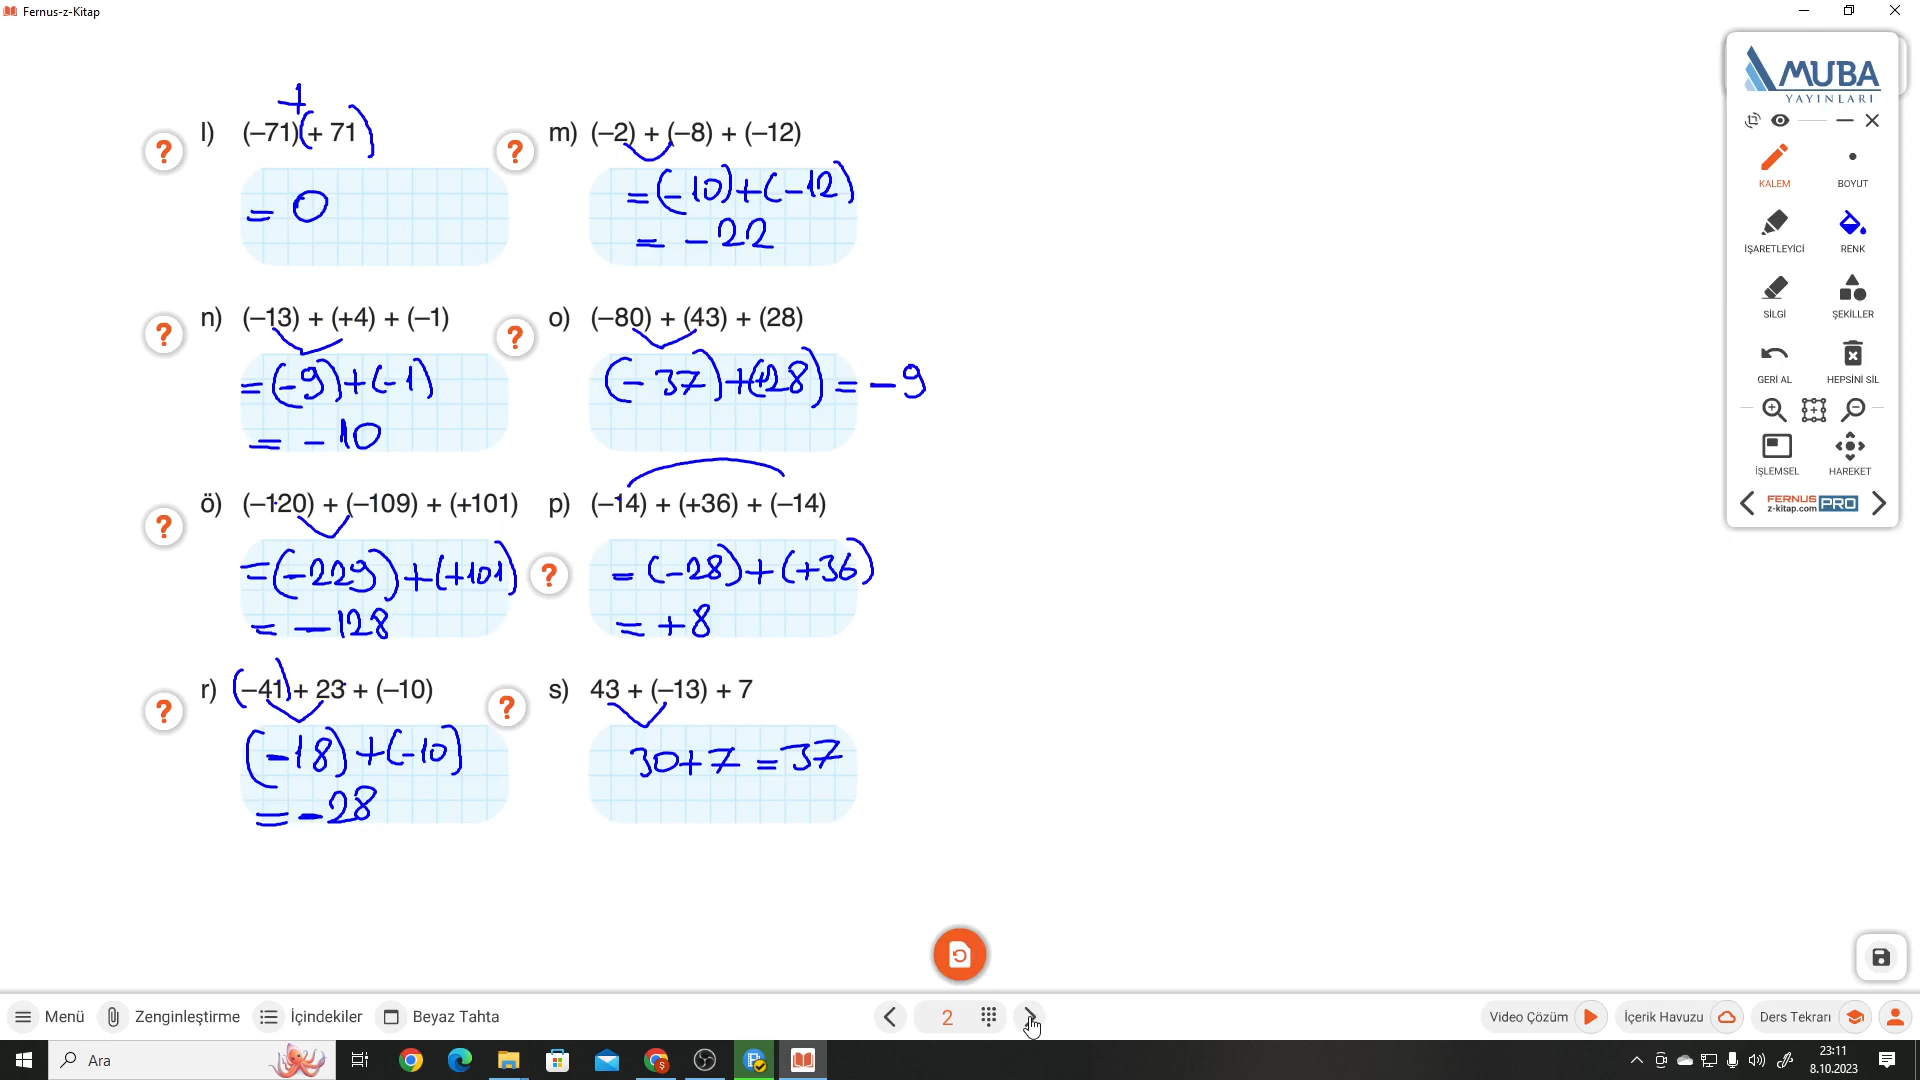 Fernus-z-Kitap
+
l) (–71)(+ 71)
= 0
m) (–2) + (–8) + (–12)
= (-10)+(-12)
= -22
n) (–13) + (+4) + (–1)
= (-9)+(-1)
= -10
o) (–80) + (43) + (28)
(-37)+(+28) = -9
ö) (–120) + (–109) + (+101)
= (-229)+(+101)
= -128
p) (–14) + (+36) + (–14)
= (-28)+(+36)
= +8
r) (–41)+ 23 + (–10)
(-18)+(-10)
= -28
s) 43 + (–13) + 7
30+7 = 37
?
?
?
?
?
?
?
?
MUBA
YAYINLARI
KALEM
BOYUT
İŞARETLEYİCİ
RENK
SİLGİ
ŞEKİLLER
GERİ AL
HEPSİNİ SİL
İŞLEMSEL
HAREKET
FERNUS
z-kitap.com PRO
Menü
Zenginleştirme
İçindekiler
Beyaz Tahta
2
Video Çözüm
İçerik Havuzu
Ders Tekrarı
Ara
23:11
8.10.2023